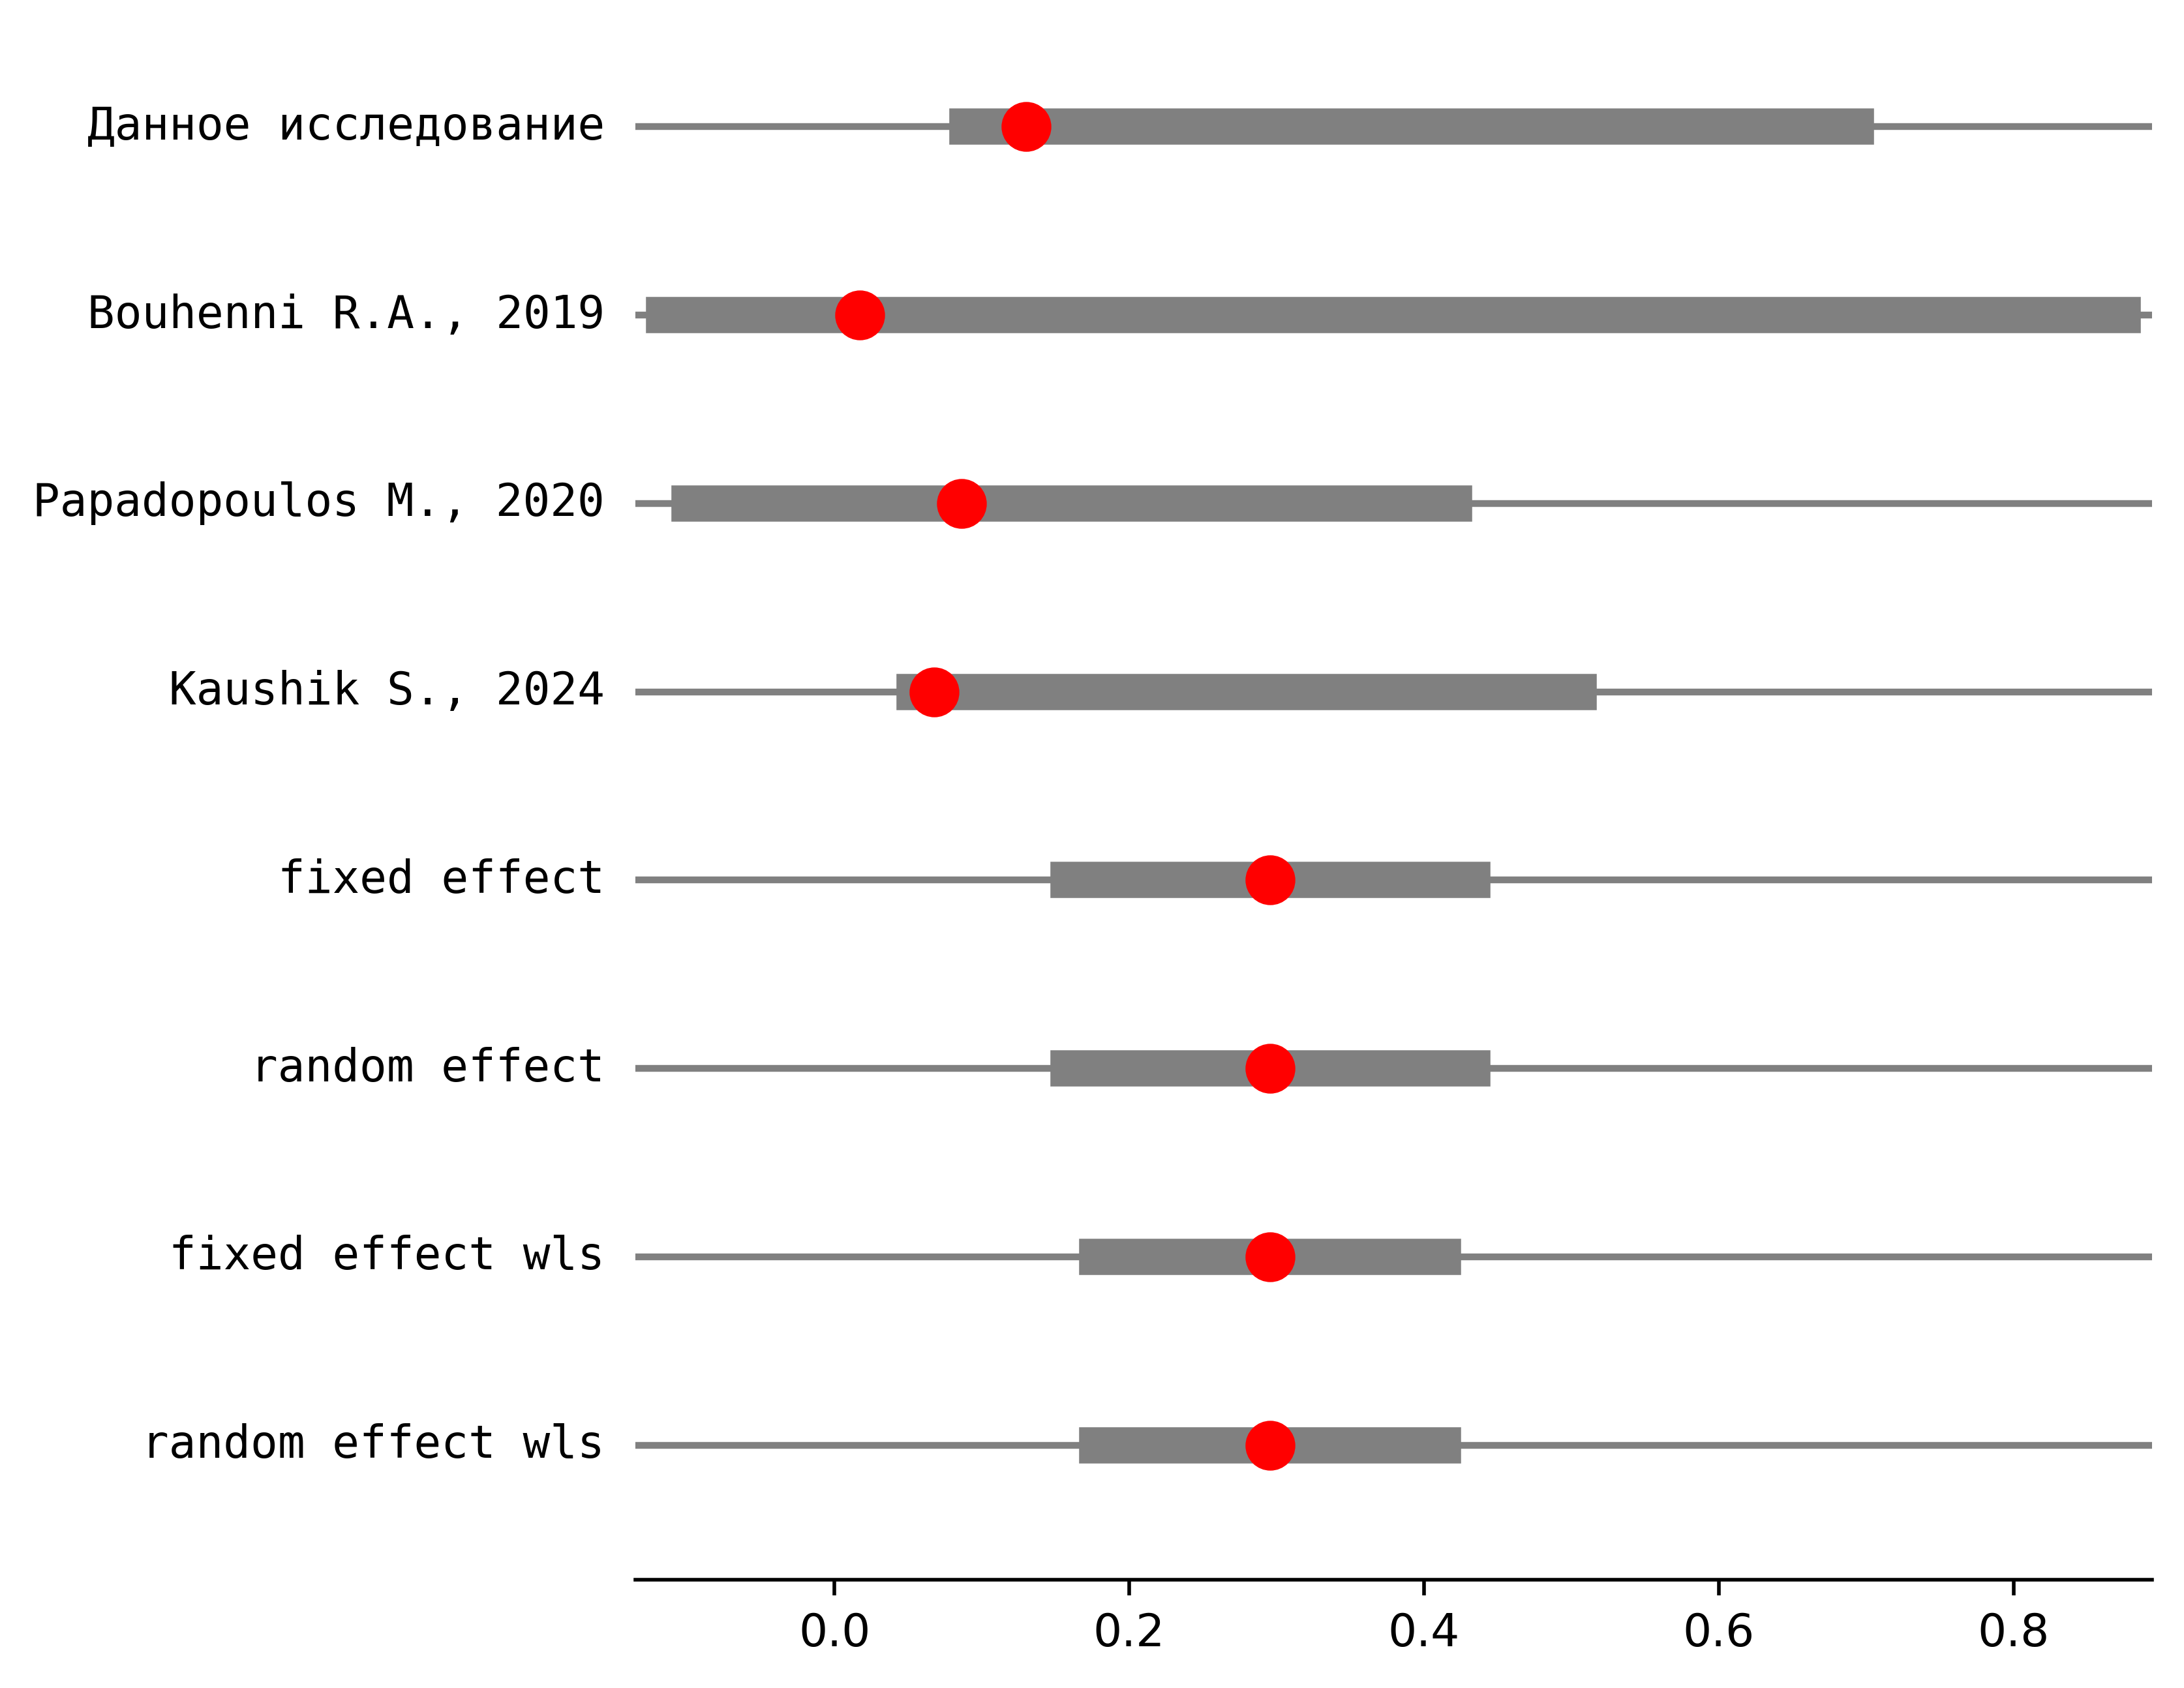 Данное исследование
Bouhenni R.A., 2019
Papadopoulos M., 2020
Kaushik S., 2024
fixed effect
random effect
fixed effect wls
random effect wls
0.0 0.2 0.4 0.6 0.8